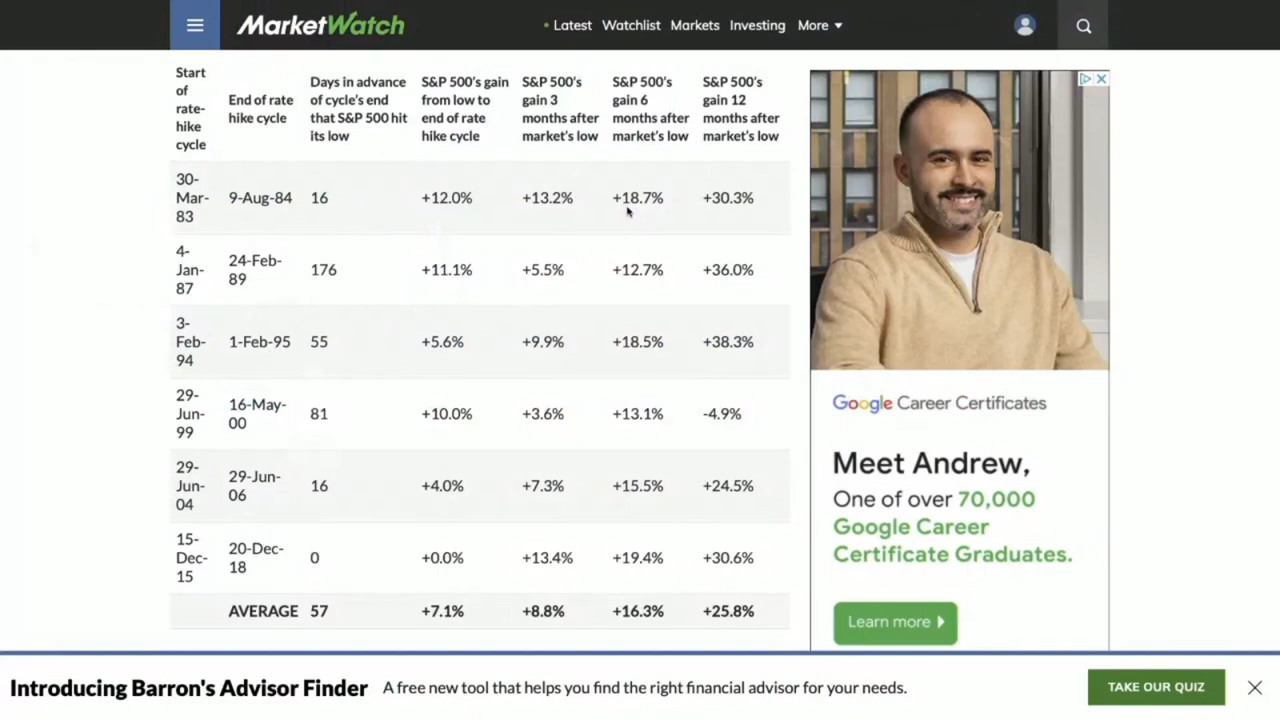 MarketWatch
• Latest Watchlist Markets Investing More
Start
of
rate-
hike
cycle
End of rate
hike cycle
Days in advance
of cycle's end
that S&P 500 hit
its low
S&P 500's gain
from low to
end of rate
hike cycle
S&P 500's
gain 3
months after
market's low
S&P 500's
gain 6
months after
market's low
S&P 500's
gain 12
months after
market's low
30-
Mar-
83
9-Aug-84
16
+12.0%
+13.2%
+18.7%
+30.3%
4-
Jan-
87
24-Feb-
89
176
+11.1%
+5.5%
+12.7%
+36.0%
3-
Feb-
94
1-Feb-95
55
+5.6%
+9.9%
+18.5%
+38.3%
29-
Jun-
99
16-May-
00
81
+10.0%
+3.6%
+13.1%
-4.9%
29-
Jun-
04
29-Jun-
06
16
+4.0%
+7.3%
+15.5%
+24.5%
15-
Dec-
15
20-Dec-
18
0
+0.0%
+13.4%
+19.4%
+30.6%
AVERAGE
57
+7.1%
+8.8%
+16.3%
+25.8%
Google Career Certificates
Meet Andrew,
One of over 70,000
Google Career
Certificate Graduates.
Learn more
Introducing Barron's Advisor Finder
A free new tool that helps you find the right financial advisor for your needs.
TAKE OUR QUIZ